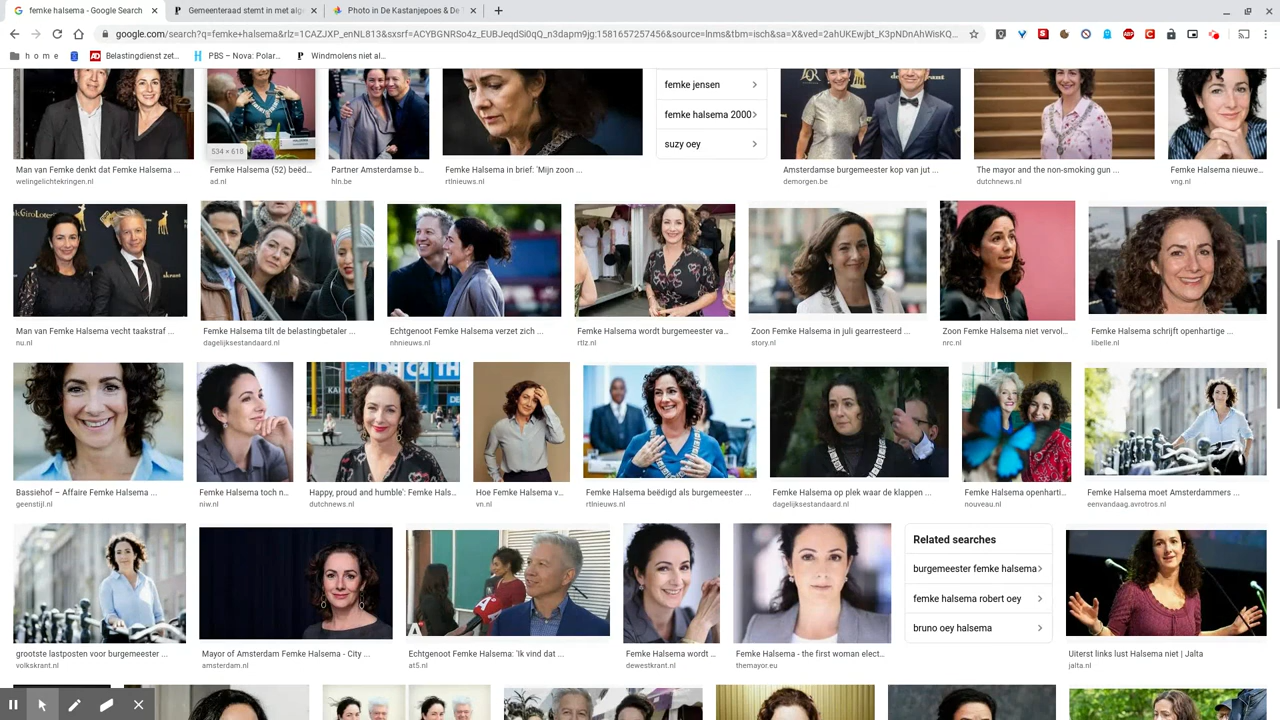 femke halsema - Google Search
Gemeenteraad stemt in met alg
Photo in De Kastanjepoes & De
google.com/search?q=femke+halsema&rlz=1CAZJXP_enNL813&sxsrf=ACYBGNRSo4z_EUBJeqdSi0qQ_n3dapm9jg:1581657257456&source=lnms&tbm=isch&sa=X&ved=2ahUKEwjbt_K3pNDnAhWisKQ...
h o m e
Belastingdienst zet...
PBS – Nova: Polar...
Windmolens niet al...
femke jensen
femke halsema 2000
suzy oey
534 × 618
Man van Femke denkt dat Femke Halsema ...
Femke Halsema (52) beëd...
Partner Amsterdamse b...
Femke Halsema in brief: 'Mijn zoon ...
Amsterdamse burgemeester kop van jut ...
The mayor and the non-smoking gun ...
Femke Halsema nieuwe...
welingelichtekringen.nl
ad.nl
hln.be
rtlnieuws.nl
demorgen.be
dutchnews.nl
vng.nl
Man van Femke Halsema vecht taakstraf ...
Femke Halsema tilt de belastingbetaler ...
Echtgenoot Femke Halsema verzet zich ...
Femke Halsema wordt burgemeester va...
Zoon Femke Halsema in juli gearresteerd ...
Zoon Femke Halsema niet vervol...
Femke Halsema schrijft openhartige ...
nu.nl
dagelijksestandaard.nl
nhnieuws.nl
rtlz.nl
story.nl
nrc.nl
libelle.nl
Bassiehof – Affaire Femke Halsema ...
Femke Halsema toch n...
Happy, proud and humble': Femke Hals...
Hoe Femke Halsema v...
Femke Halsema beëdigd als burgemeester ...
Femke Halsema op plek waar de klappen ...
Femke Halsema openharti...
Femke Halsema moet Amsterdammers ...
geenstijl.nl
niw.nl
dutchnews.nl
vn.nl
rtlnieuws.nl
dagelijksestandaard.nl
nouveau.nl
eenvandaag.avrotros.nl
Related searches
burgemeester femke halsema
femke halsema robert oey
bruno oey halsema
grootste lastposten voor burgemeester ...
Mayor of Amsterdam Femke Halsema - City ...
Echtgenoot Femke Halsema: 'Ik vind dat ...
Femke Halsema wordt ...
Femke Halsema - the first woman elect...
Uiterst links lust Halsema niet | Jalta
volkskrant.nl
amsterdam.nl
at5.nl
dewestkrant.nl
themayor.eu
jalta.nl